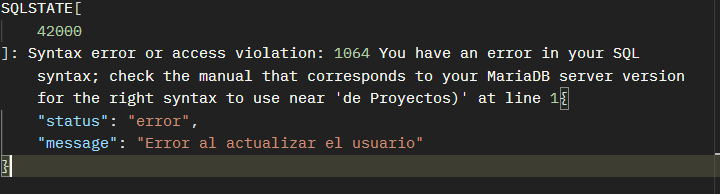 SQLSTATE[
42000
]: Syntax error or access violation: 1064 You have an error in your SQL
syntax; check the manual that corresponds to your MariaDB server version
for the right syntax to use near 'de Proyectos)' at line 1{
"status": "error",
"message": "Error al actualizar el usuario"
}